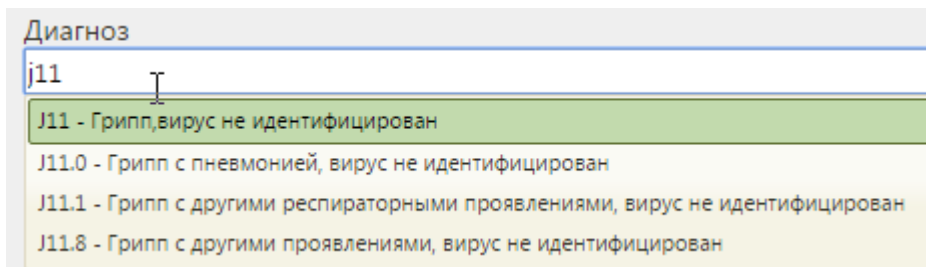 Диагноз
j11
J11 - Грипп,вирус не идентифицирован
J11.0 - Грипп с пневмонией, вирус не идентифицирован
J11.1 - Грипп с другими респираторными проявлениями, вирус не идентифицирован
J11.8 - Грипп с другими проявлениями, вирус не идентифицирован